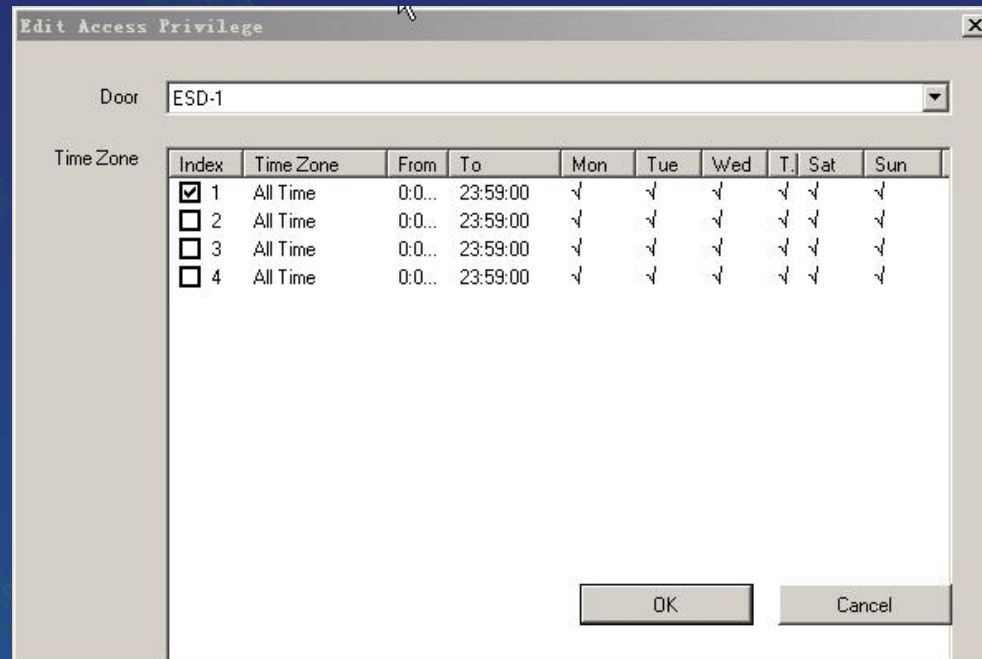 Edit Access Privilege
Door ESD-1
Time Zone
Index Time Zone From To Mon Tue Wed T. Sat Sun
1 All Time 0:0... 23:59:00 √ √ √ √ √ √
2 All Time 0:0... 23:59:00 √ √ √ √ √ √
3 All Time 0:0... 23:59:00 √ √ √ √ √ √
4 All Time 0:0... 23:59:00 √ √ √ √ √ √
OK Cancel